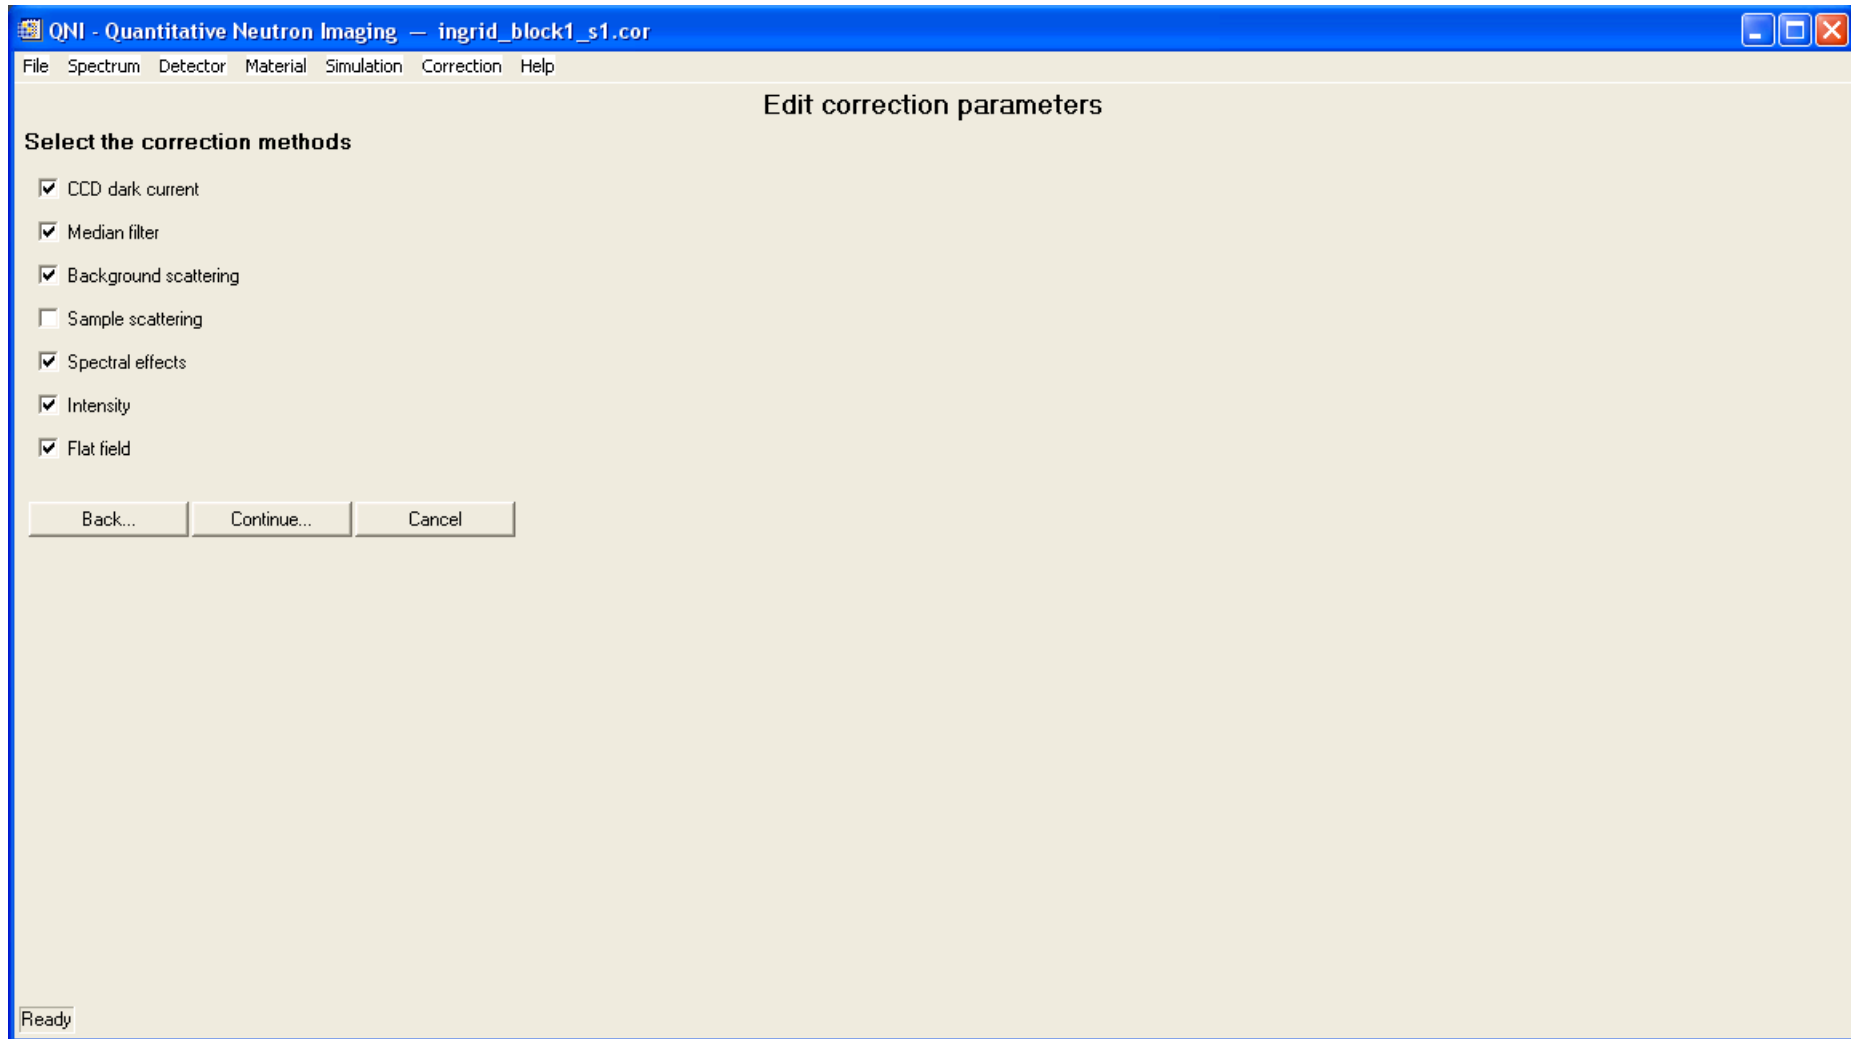 QNI - Quantitative Neutron Imaging — ingrid_block1_s1.cor
File Spectrum Detector Material Simulation Correction Help
Edit correction parameters
Select the correction methods
CCD dark current
Median filter
Background scattering
Sample scattering
Spectral effects
Intensity
Flat field
Back... Continue... Cancel
Ready